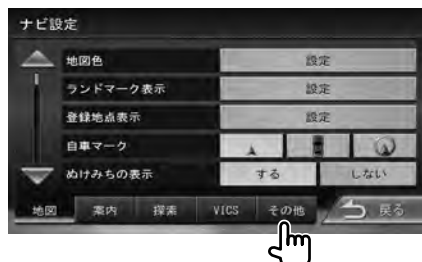 ナビ設定
地図色 設定
ランドマーク表示 設定
登録地点表示 設定
自車マーク
ぬけみちの表示 する しない
地図 案内 探索 VICS その他 戻る